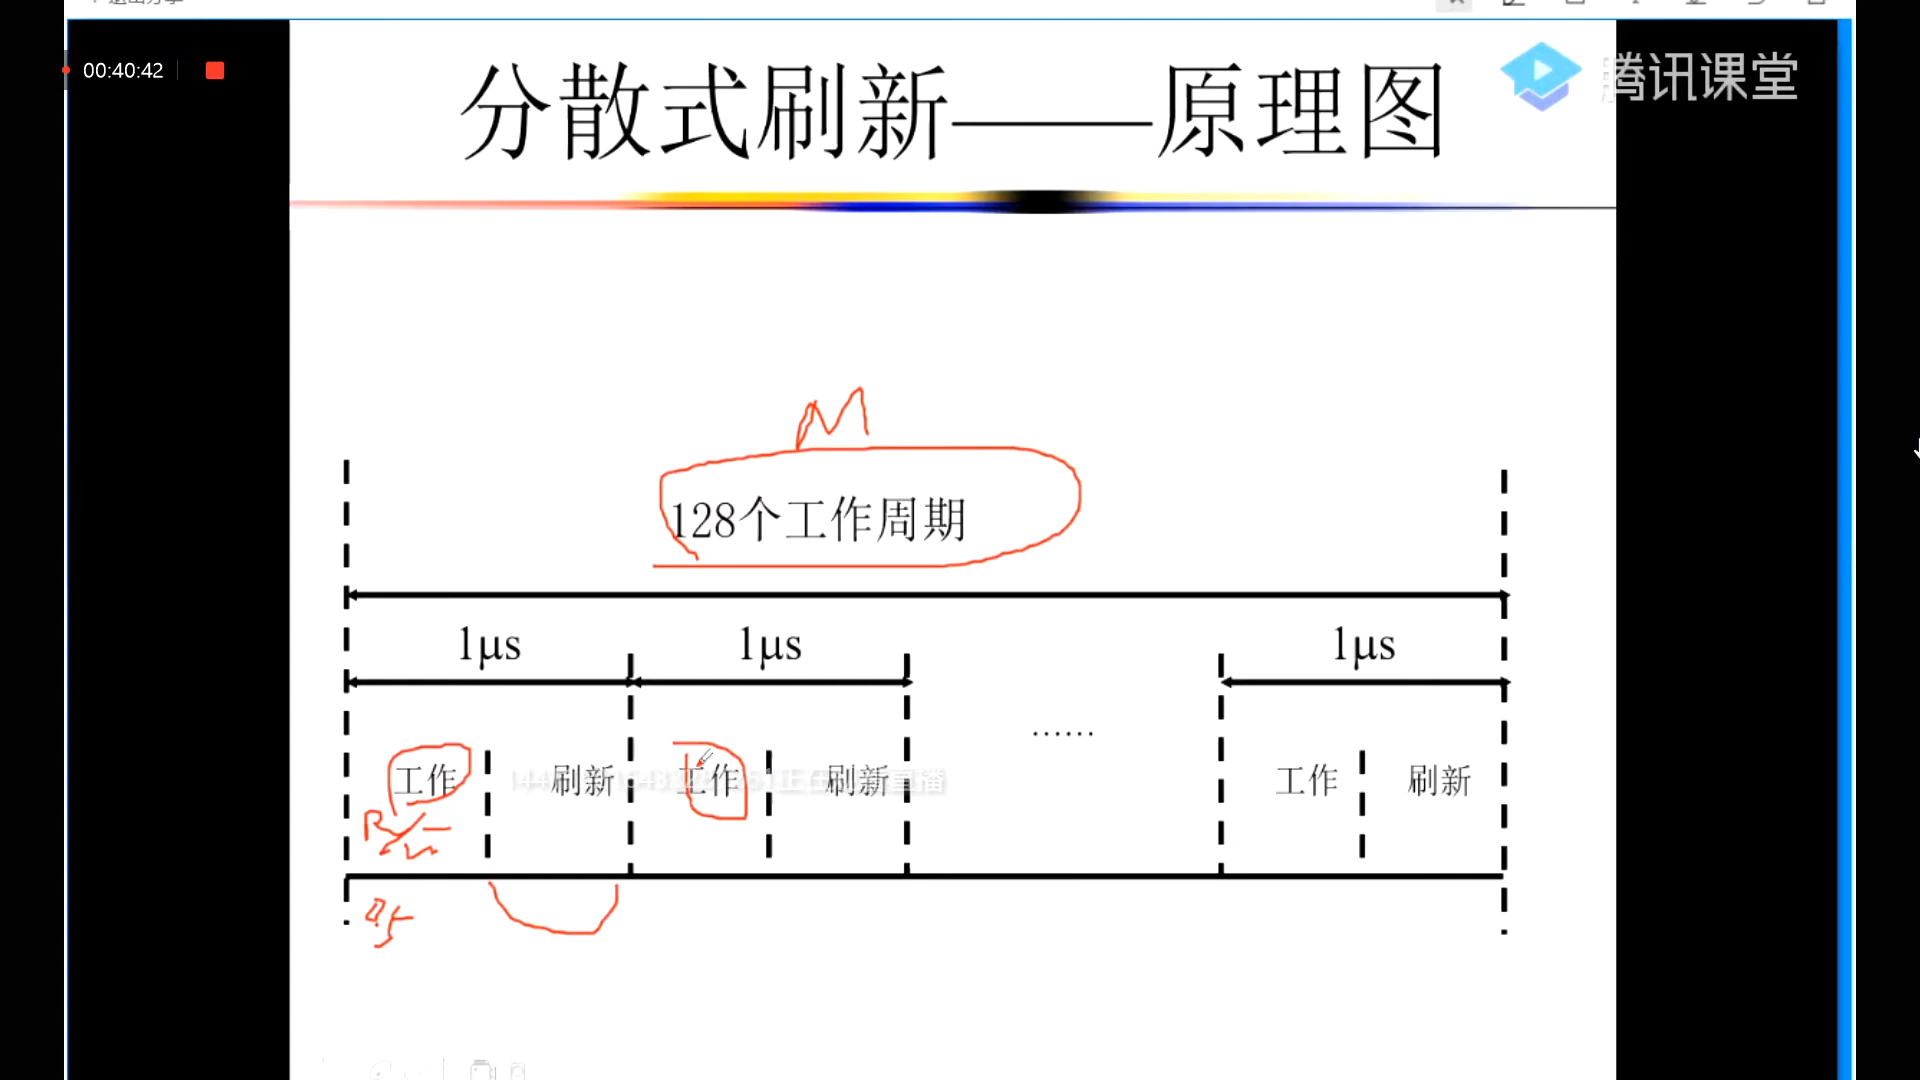 00:40:42
分散式刷新——原理图
腾讯课堂
M
128个工作周期
1μs 1μs 1μs
......
工作 刷新 工作 刷新 工作 刷新
R/W